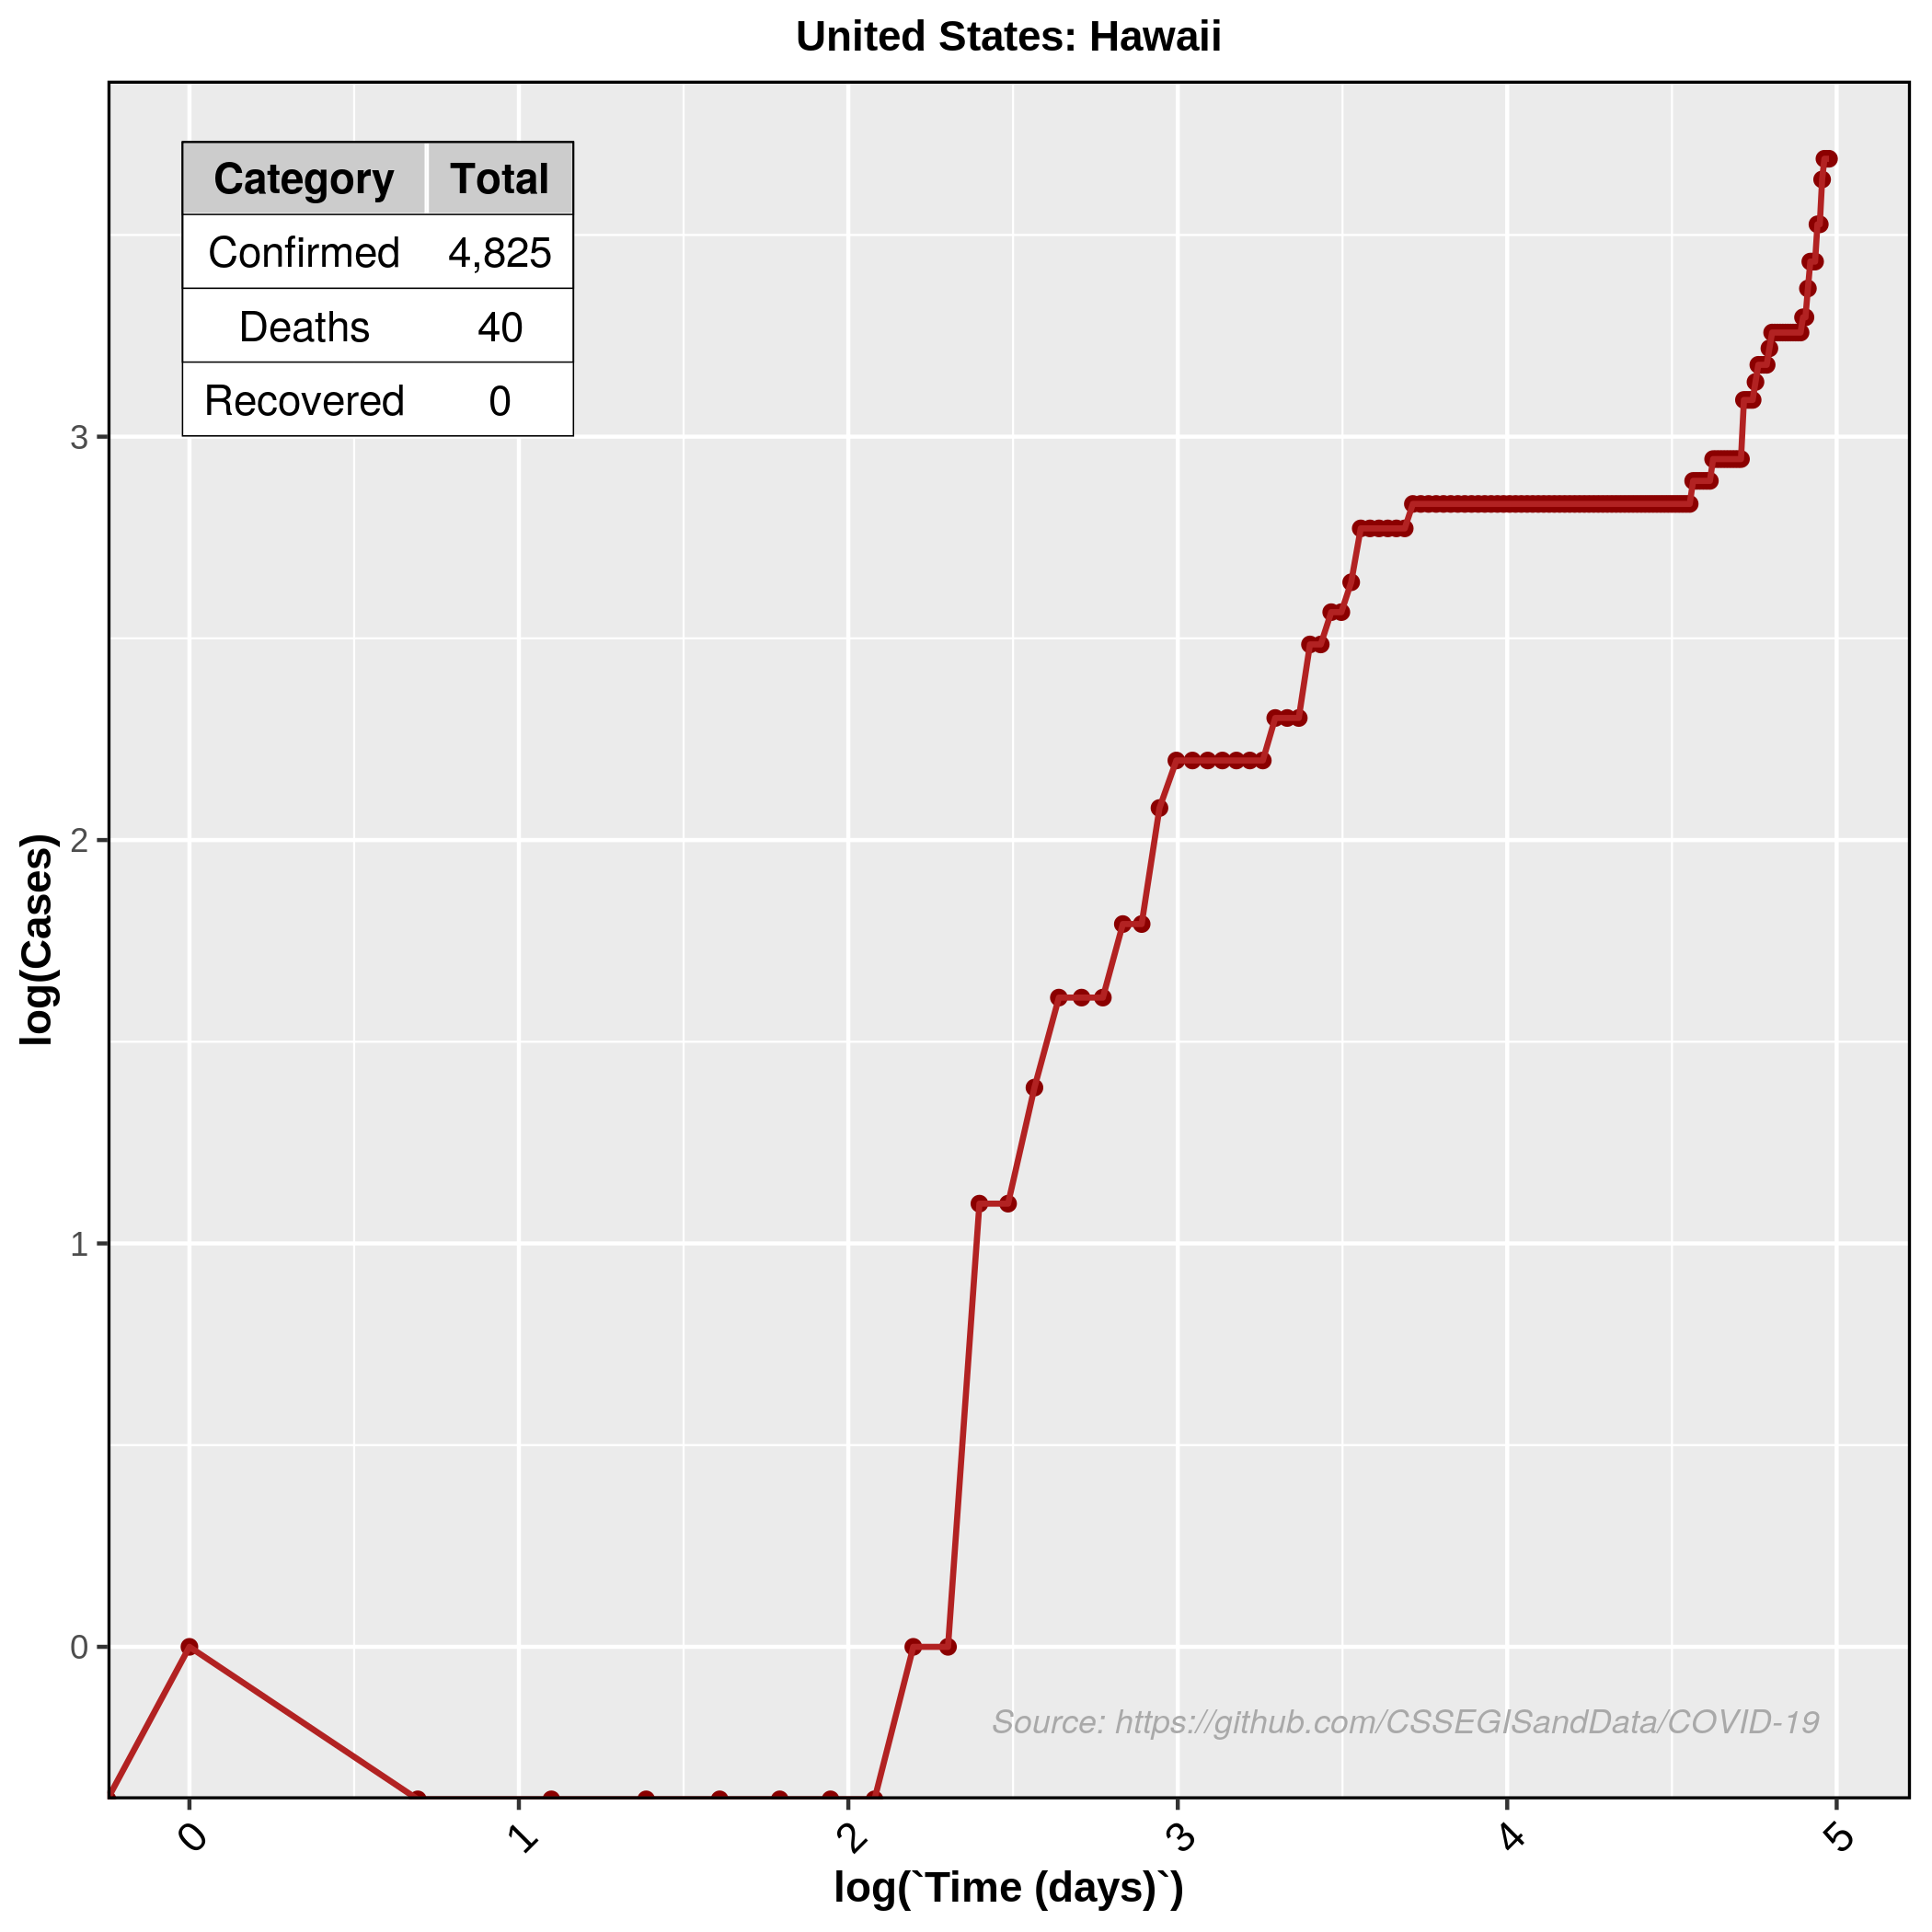 United States: Hawaii
Category Total
Confirmed 4,825
Deaths 40
Recovered 0
3
2
1
0
log(Cases)
Source: https://github.com/CSSEGISandData/COVID-19
0 1 2 3 4 5
log(`Time (days)`)